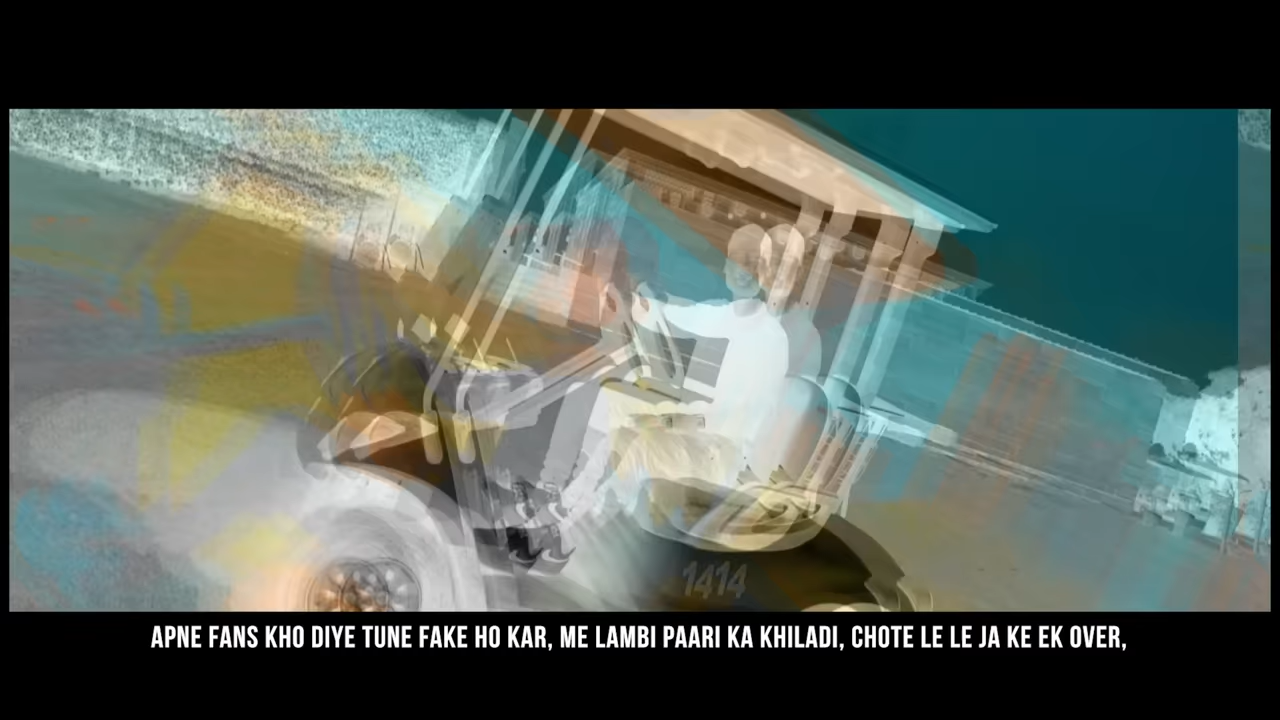 1414
APNE FANS KHO DIYE TUNE FAKE HO KAR, ME LAMBI PAARI KA KHILADI, CHOTE LE LE JA KE EK OVER,